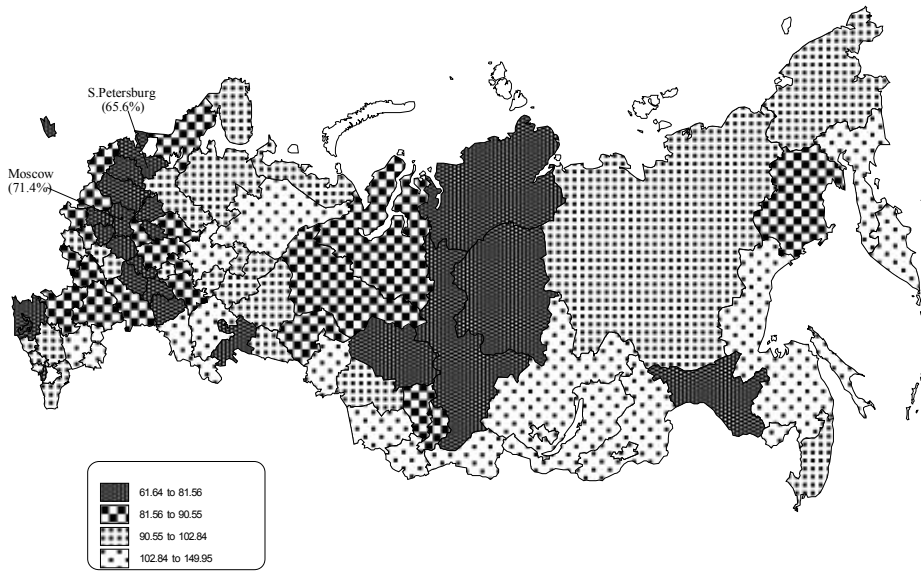 S.Petersburg
(65.6%)
Moscow
(71.4%)
61.64 to 81.56
81.56 to 90.55
90.55 to 102.84
102.84 to 149.95